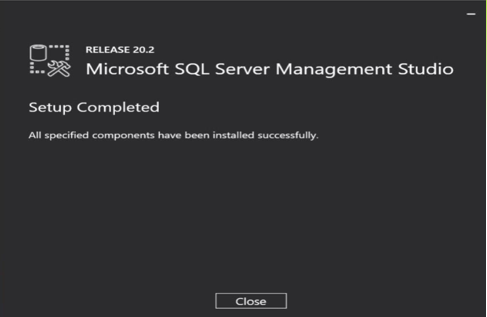 RELEASE 20.2
Microsoft SQL Server Management Studio
Setup Completed
All specified components have been installed successfully.
Close